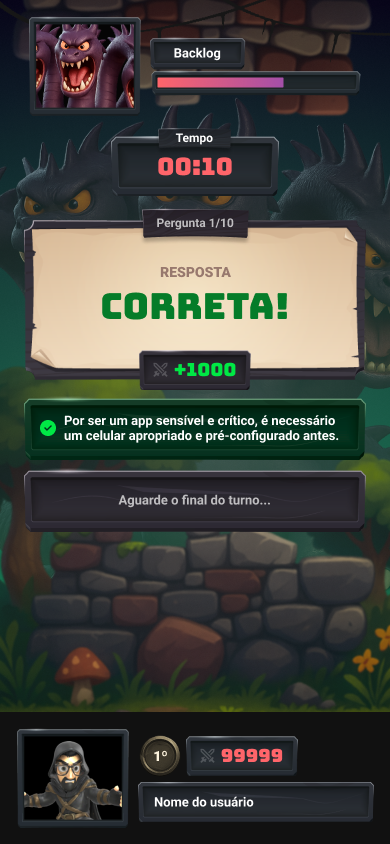 Backlog
Tempo
00:10
Pergunta 1/10
RESPOSTA
CORRETA!
+1000
Por ser um app sensível e crítico, é necessário
um celular apropriado e pré-configurado antes.
Aguarde o final do turno...
1º
99999
Nome do usuário